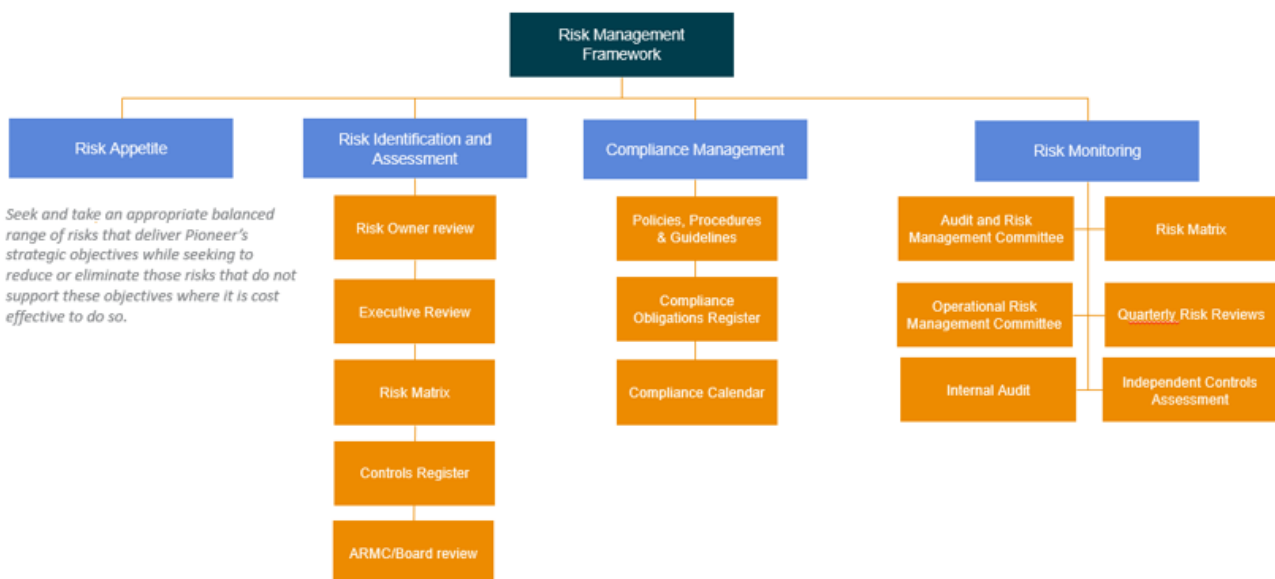 Risk Management
Framework
Risk Appetite
Seek and take an appropriate balanced
range of risks that deliver Pioneer's
strategic objectives while seeking to
reduce or eliminate those risks that do not
support these objectives where it is cost
effective to do so.
Risk Identification and
Assessment
Risk Owner review
Executive Review
Risk Matrix
Controls Register
ARMC/Board review
Compliance Management
Policies, Procedures
& Guidelines
Compliance
Obligations Register
Compliance Calendar
Risk Monitoring
Audit and Risk
Management Committee
Risk Matrix
Operational Risk
Management Committee
Quarterly Risk Reviews
Internal Audit
Independent Controls
Assessment